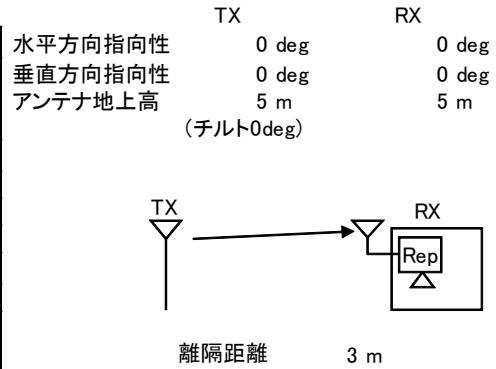 TX RX
水平方向指向性 0 deg 0 deg
垂直方向指向性 0 deg 0 deg
アンテナ地上高 5 m 5 m
(チルト0deg)
TX
RX
Rep
離隔距離 3 m